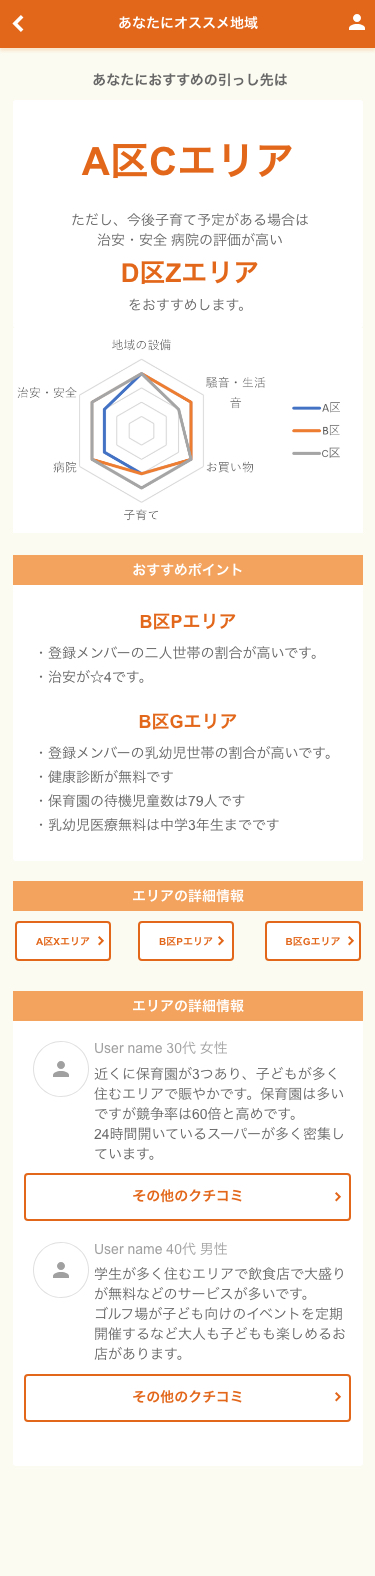 あなたにオススメ地域
あなたにおすすめの引っし先は
A区Cエリア
ただし、今後子育て予定がある場合は
治安・安全 病院の評価が高い
D区Zエリア
をおすすめします。
地域の設備
治安・安全
騒音・生活
音
病院
お買い物
子育て
A区
B区
C区
おすすめポイント
B区Pエリア
・登録メンバーの二人世帯の割合が高いです。
・治安が☆4です。
B区Gエリア
・登録メンバーの乳幼児世帯の割合が高いです。
・健康診断が無料です
・保育園の待機児童数は79人です
・乳幼児医療無料は中学3年生までです
エリアの詳細情報
A区Xエリア
B区Pエリア
B区Gエリア
エリアの詳細情報
User name 30代 女性
近くに保育園が3つあり、子どもが多く
住むエリアで賑やかです。保育園は多い
ですが競争率は60倍と高めです。
24時間開いているスーパーが多く密集し
ています。
その他のクチコミ
User name 40代 男性
学生が多く住むエリアで飲食店で大盛り
が無料などのサービスが多いです。
ゴルフ場が子ども向けのイベントを定期
開催するなど大人も子どもも楽しめるお
店があります。
その他のクチコミ